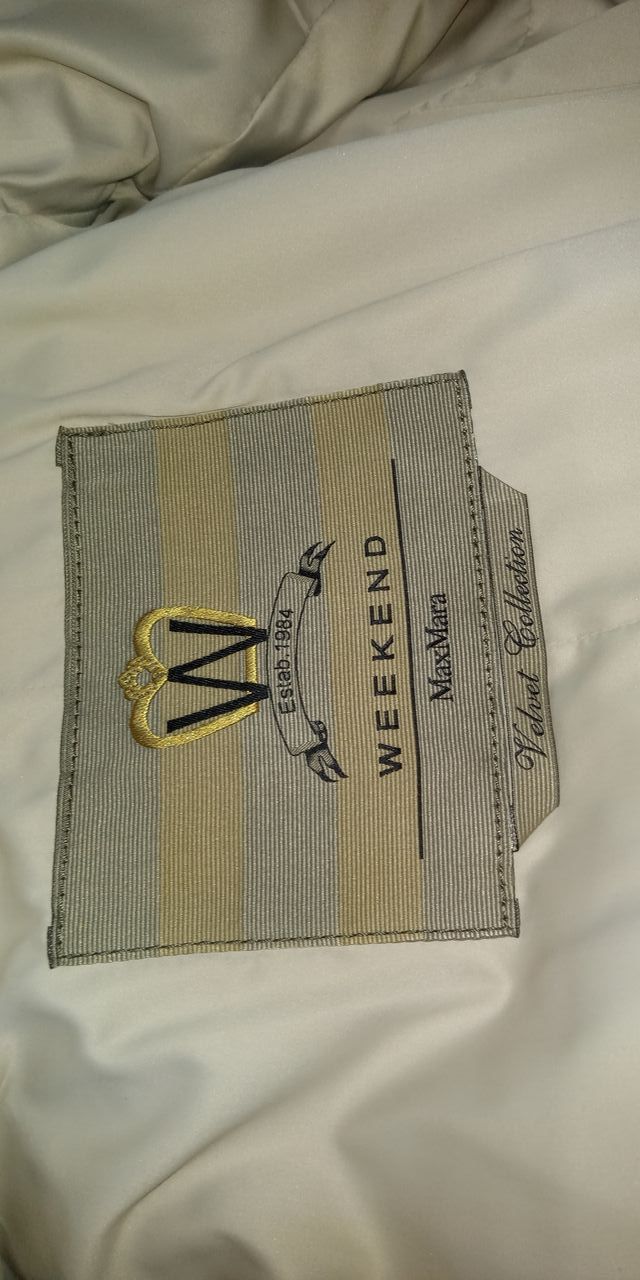 W
Estab.1984
WEEKEND
MaxMara
Velvet Collection